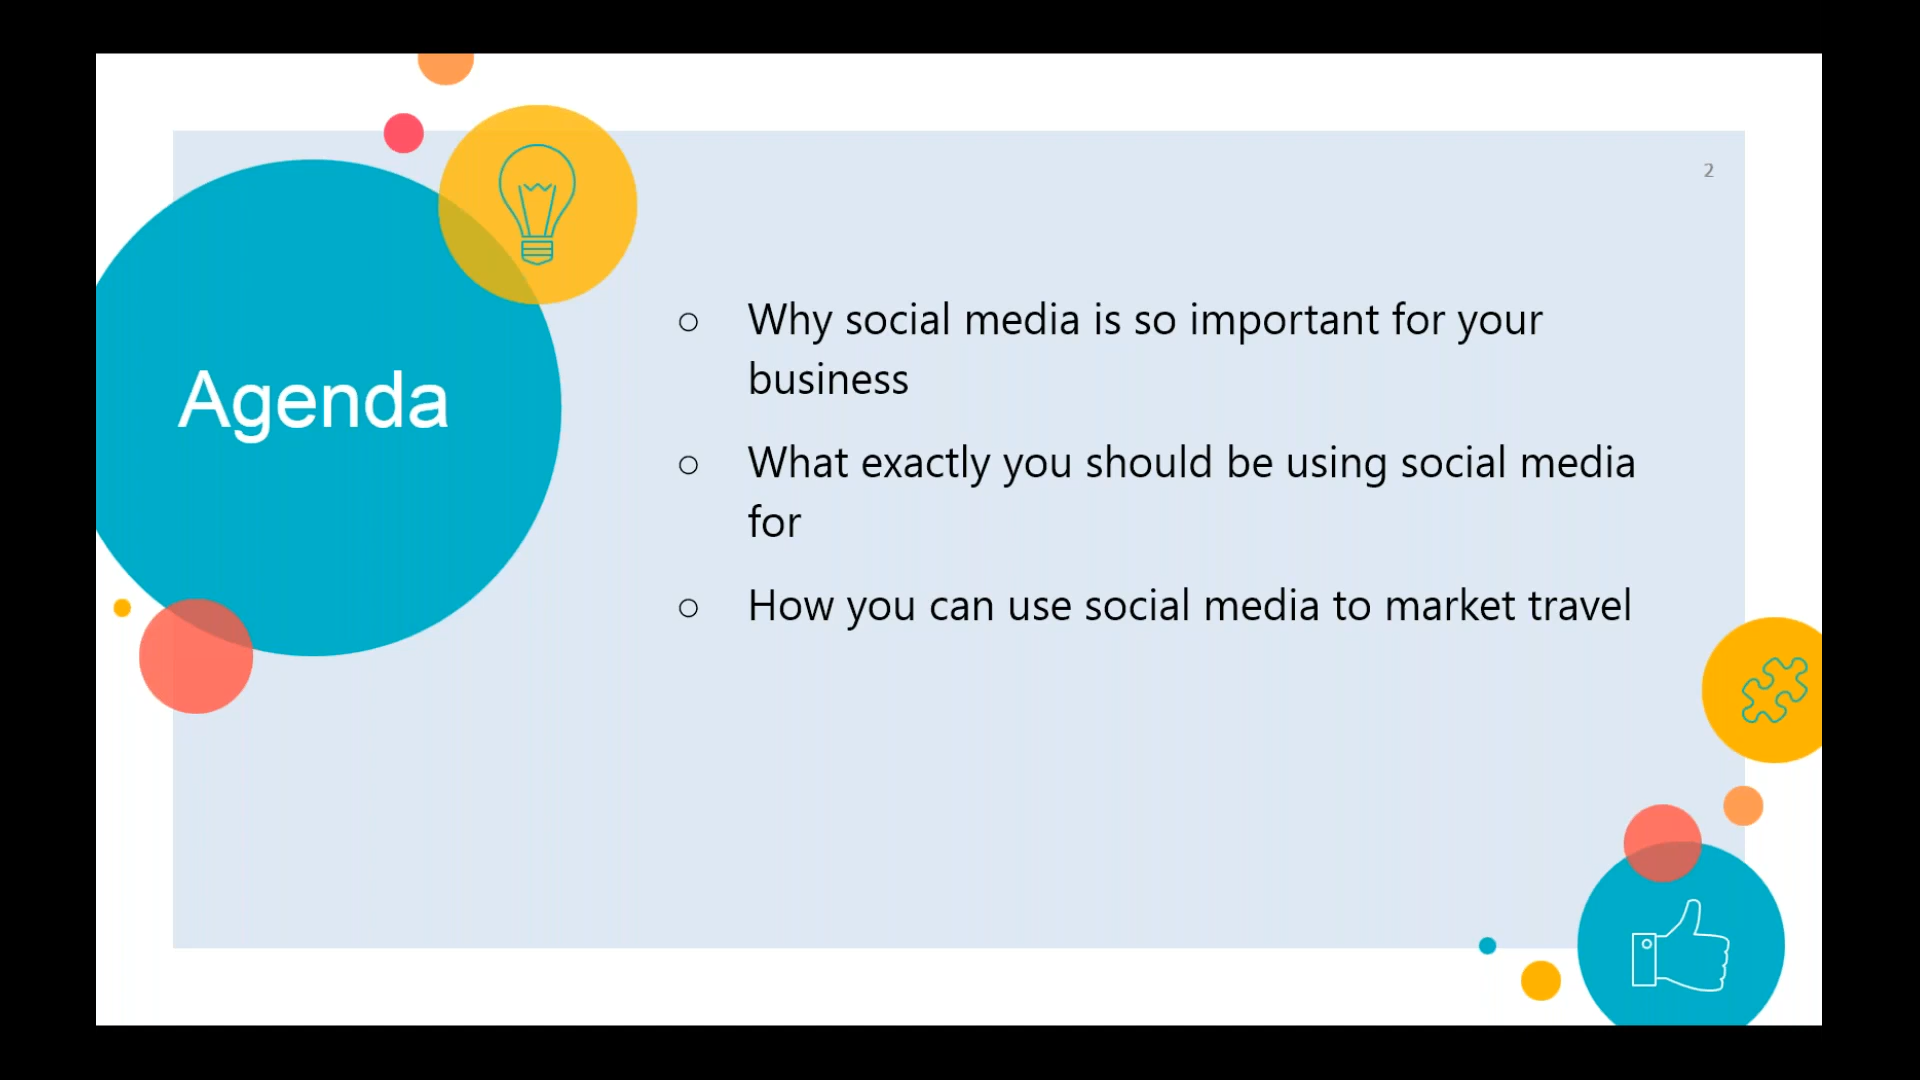 2
Agenda
○ Why social media is so important for your
business
○ What exactly you should be using social media
for
○ How you can use social media to market travel